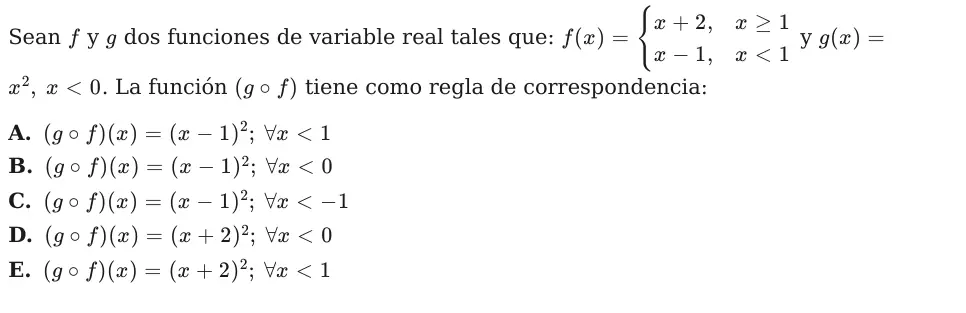 Sean f y g dos funciones de variable real tales que: f(x) = {x + 2, x ≥ 1
x − 1, x < 1 y g(x) =
x², x < 0. La función (g ∘ f) tiene como regla de correspondencia:
A. (g ∘ f)(x) = (x − 1)²; ∀x < 1
B. (g ∘ f)(x) = (x − 1)²; ∀x < 0
C. (g ∘ f)(x) = (x − 1)²; ∀x < −1
D. (g ∘ f)(x) = (x + 2)²; ∀x < 0
E. (g ∘ f)(x) = (x + 2)²; ∀x < 1